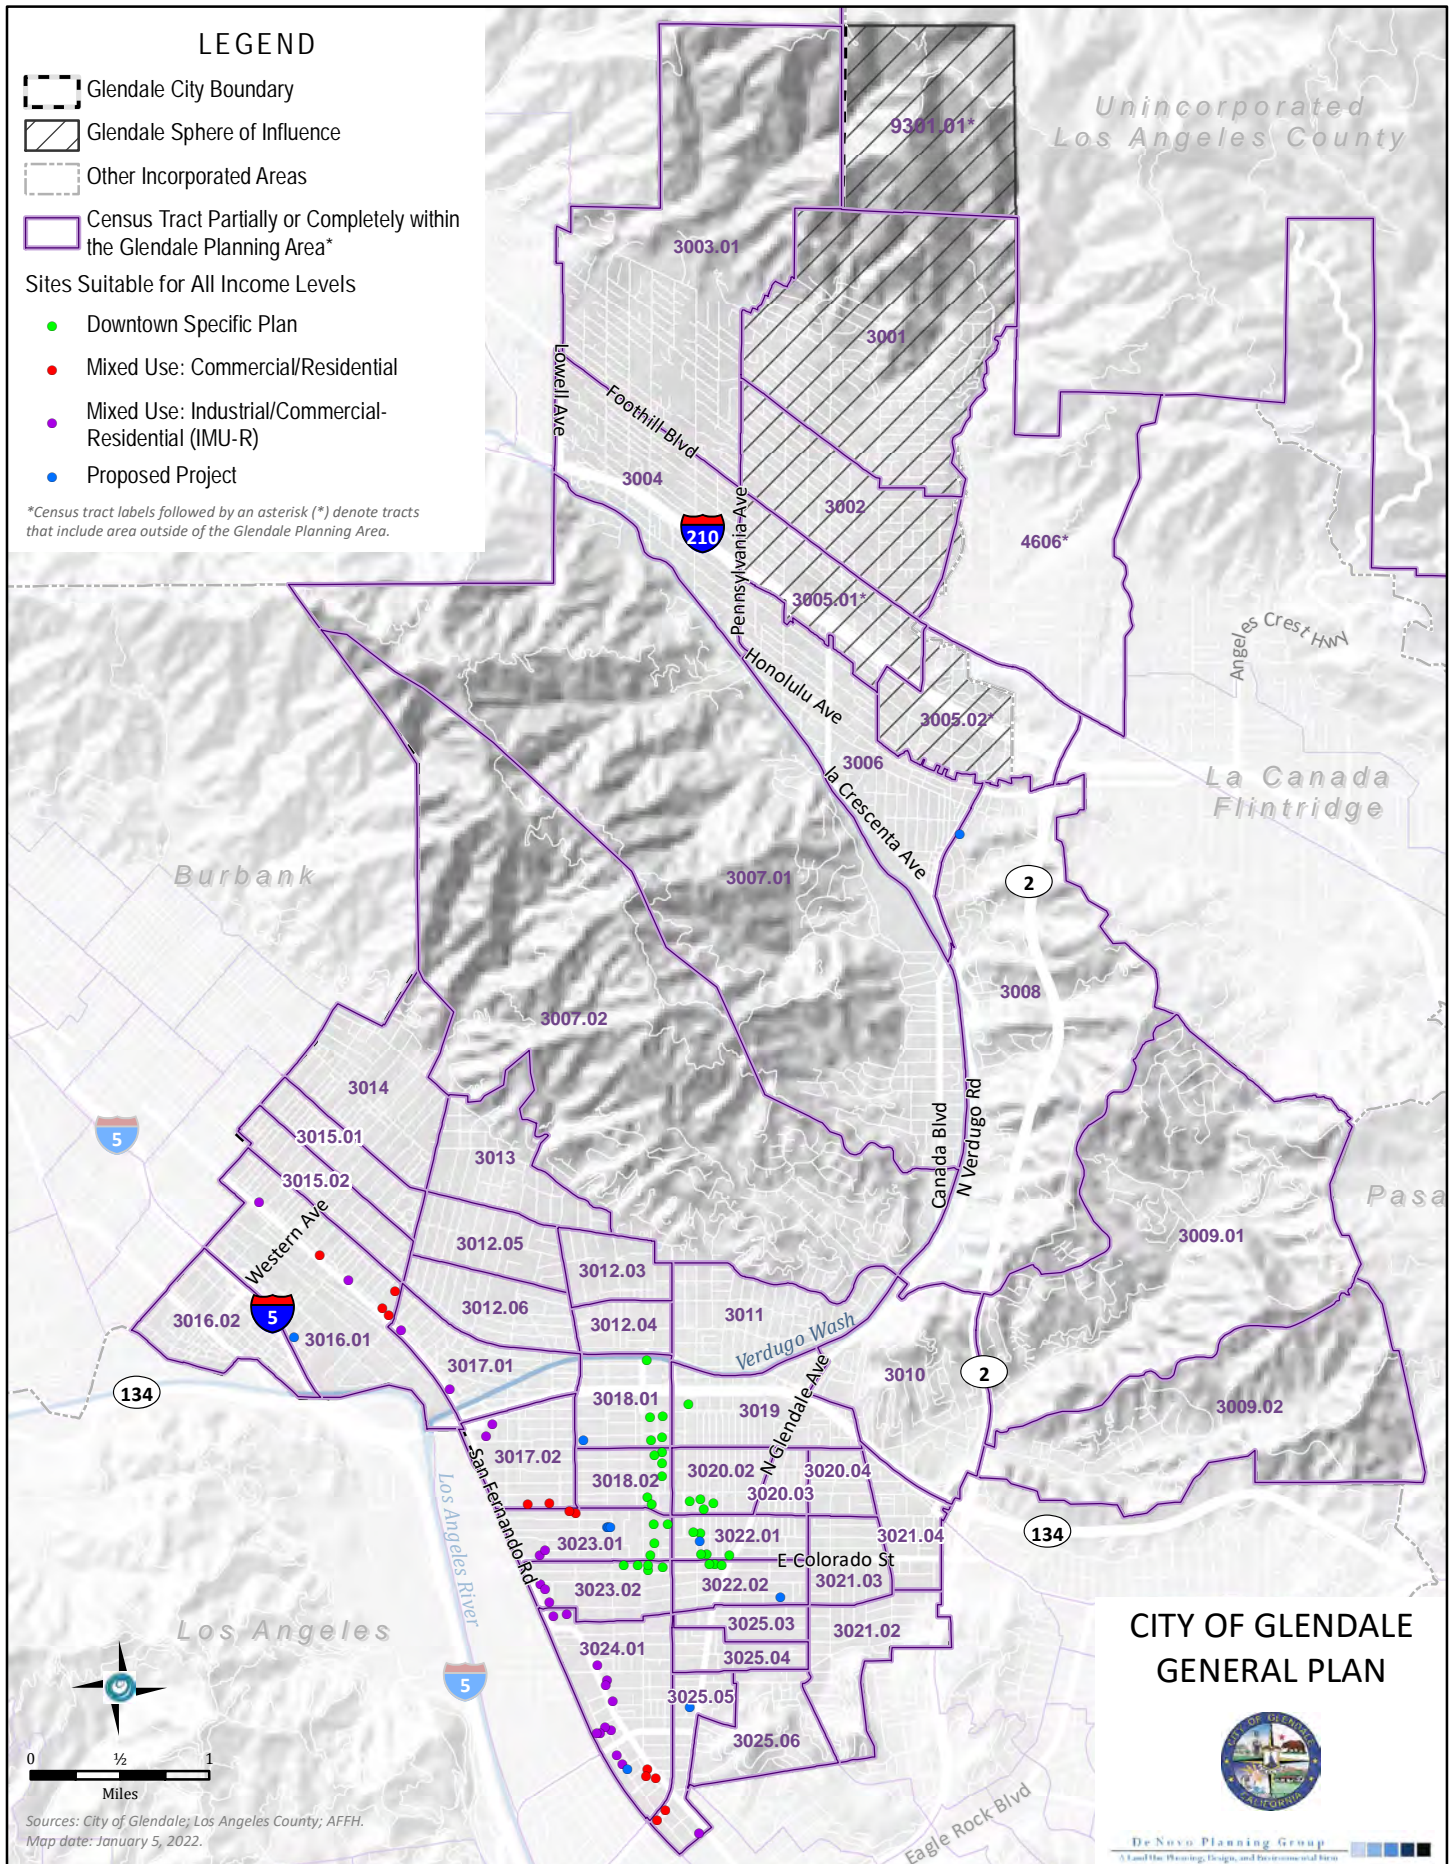 LEGEND
Glendale City Boundary
Glendale Sphere of Influence
Other Incorporated Areas
Census Tract Partially or Completely within
the Glendale Planning Area*
Sites Suitable for All Income Levels
Downtown Specific Plan
Mixed Use: Commercial/Residential
Mixed Use: Industrial/Commercial-
Residential (IMU-R)
Proposed Project
*Census tract labels followed by an asterisk (*) denote tracts
that include area outside of the Glendale Planning Area.
Unincorporated
Los Angeles County
9301.01*
3003.01
3001
Lowell Ave
Foothill Blvd
3004
3002
210
Pennsylvania Ave
4606*
3005.01*
Angeles Crest HWY
Honolulu Ave
3005.02*
3006
la Crescenta Ave
La Canada
Flintridge
Burbank
3007.01
2
3008
3007.02
3014
5
3015.01
3013
3015.02
Canada Blvd
N Verdugo Rd
Pasa
Western Ave
3012.05
3009.01
3012.03
3012.06
3011
3016.02
5
3016.01
3012.04
Verdugo Wash
3017.01
134
3018.01
3019
N Glendale Ave
3010
2
3009.02
3017.02
San Fernando Rd
3018.02
3020.02
3020.04
3020.03
Los Angeles River
3023.01
3022.01
3021.04
134
E Colorado St
3023.02
3022.02
3021.03
Los Angeles
3025.03
3021.02
3024.01
3025.04
5
3025.05
3025.06
Eagle Rock Blvd
0 ½ 1
Miles
Sources: City of Glendale; Los Angeles County; AFFH.
Map date: January 5, 2022.
CITY OF GLENDALE
GENERAL PLAN
CITY OF GLENDALE
CALIFORNIA
De Novo Planning Group
A Land Use Planning, Design, and Environmental Firm